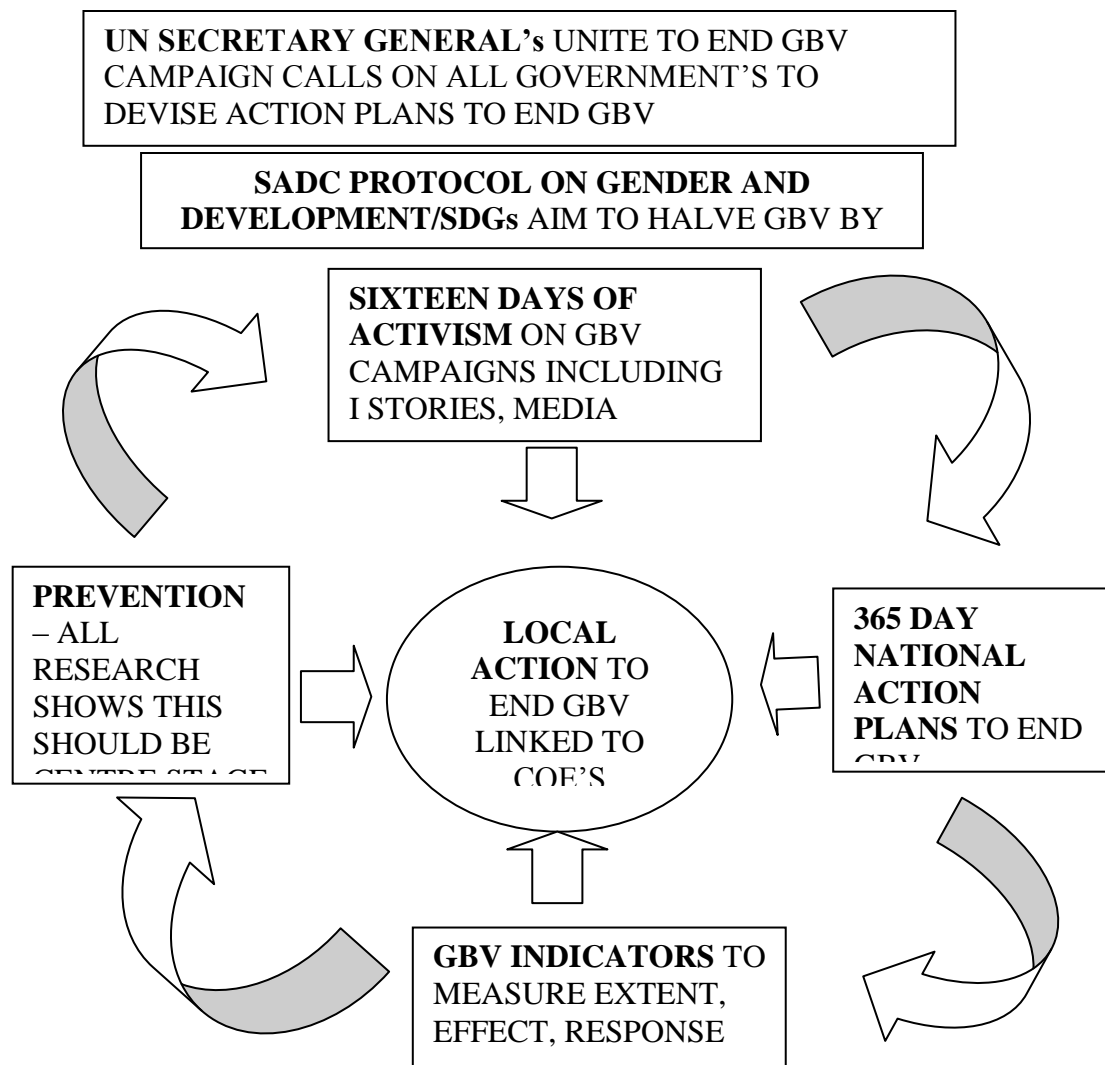 UN SECRETARY GENERAL's UNITE TO END GBV
CAMPAIGN CALLS ON ALL GOVERNMENT'S TO
DEVISE ACTION PLANS TO END GBV
SADC PROTOCOL ON GENDER AND
DEVELOPMENT/SDGs AIM TO HALVE GBV BY
SIXTEEN DAYS OF
ACTIVISM ON GBV
CAMPAIGNS INCLUDING
I STORIES, MEDIA
PREVENTION
– ALL
RESEARCH
SHOWS THIS
SHOULD BE
CENTRE STAGE
LOCAL
ACTION TO
END GBV
LINKED TO
COE'S
365 DAY
NATIONAL
ACTION
PLANS TO END
GBV
GBV INDICATORS TO
MEASURE EXTENT,
EFFECT, RESPONSE